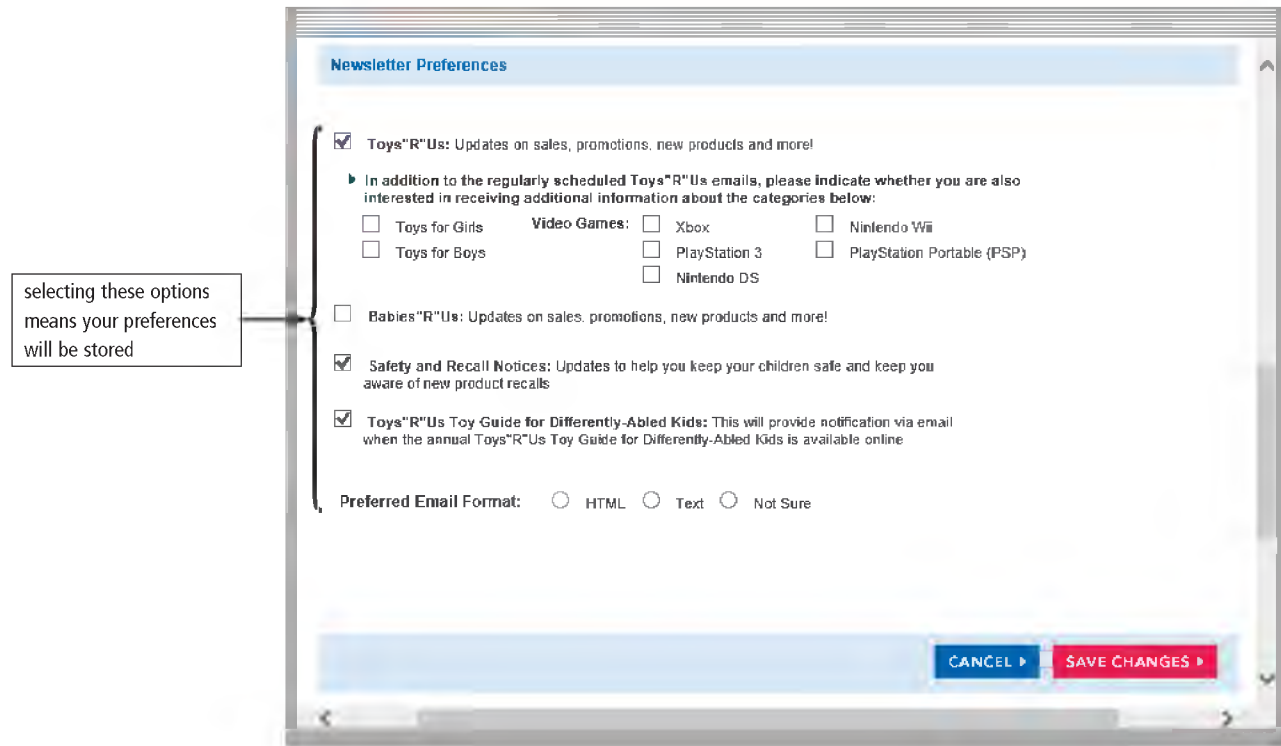 Newsletter Preferences
Toys"R"Us: Updates on sales, promotions, new products and more!
In addition to the regularly scheduled Toys"R"Us emails, please indicate whether you are also
interested in receiving additional information about the categories below:
Toys for Girls Video Games: Xbox Nintendo Wii
Toys for Boys PlayStation 3 PlayStation Portable (PSP)
Nintendo DS
selecting these options
means your preferences
will be stored
Babies"R"Us: Updates on sales, promotions, new products and more!
Safety and Recall Notices: Updates to help you keep your children safe and keep you
aware of new product recalls
Toys"R"Us Toy Guide for Differently-Abled Kids: This will provide notification via email
when the annual Toys"R"Us Toy Guide for Differently-Abled Kids is available online
Preferred Email Format: HTML Text Not Sure
CANCEL SAVE CHANGES